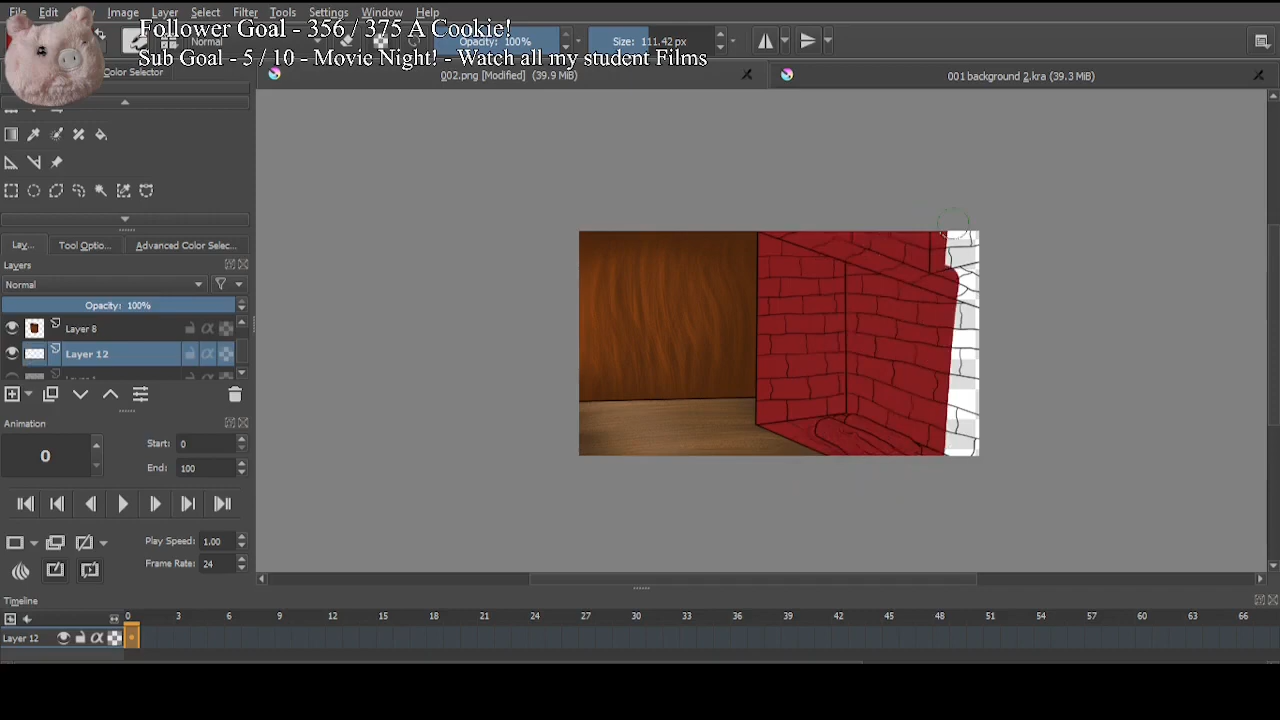 File Edit View Image Layer Select Filter Tools Settings Window Help
Follower Goal - 356 / 375 A Cookie!
Normal
Opacity: 100%
Size: 111.42 px
Sub Goal - 5 / 10 - Movie Night! - Watch all my student Films
Color Selector
002.png [Modified] (39.9 MiB)
001 background 2.kra (39.3 MiB)
Lay...
Tool Optio...
Advanced Color Selec...
Layers
Normal
Opacity: 100%
Layer 8
Layer 12
Animation
0
Start: 0
End: 100
Play Speed: 1.00
Frame Rate: 24
Timeline
0 3 6 9 12 15 18 21 24 27 30 33 36 39 42 45 48 51 54 57 60 63 66
Layer 12